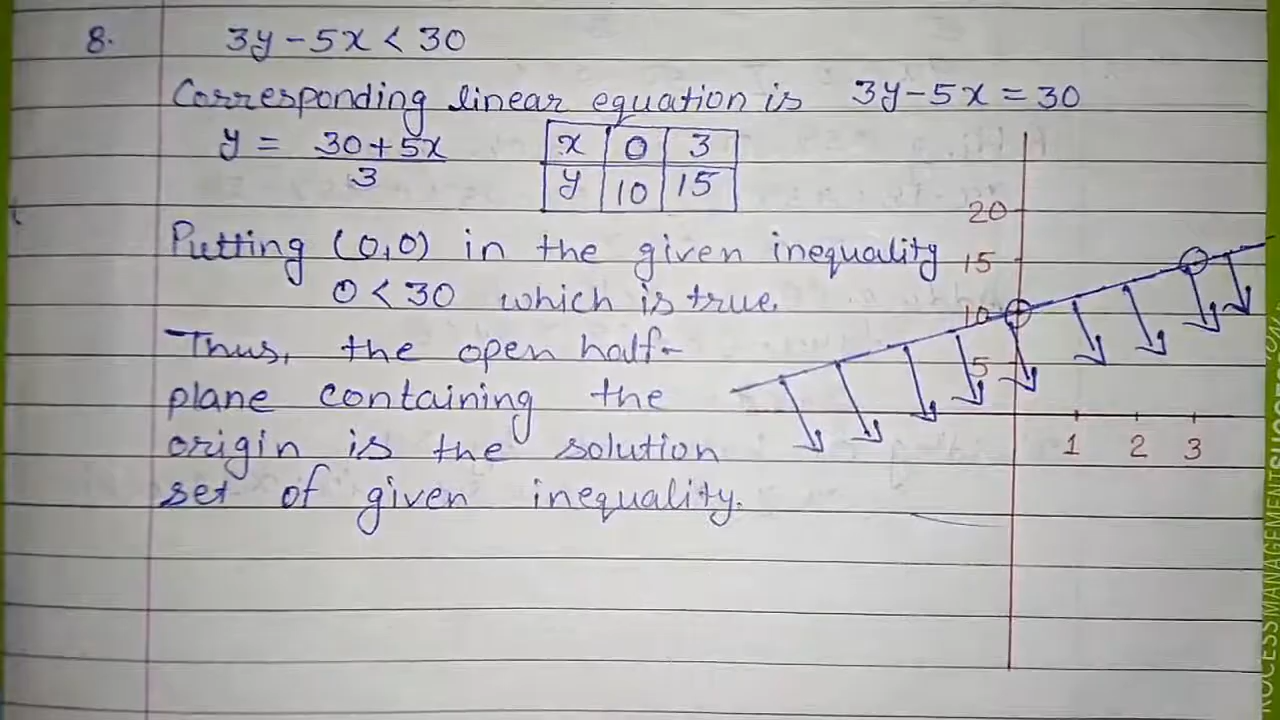 8. 3y - 5x < 30
Corresponding linear equation is 3y - 5x = 30
y = 30 + 5x / 3
x 0 3
y 10 15
Putting (0,0) in the given inequality
0 < 30 which is true.
Thus, the open half-
plane containing the
origin is the solution
set of given inequality.
20
15
10
5
1 2 3